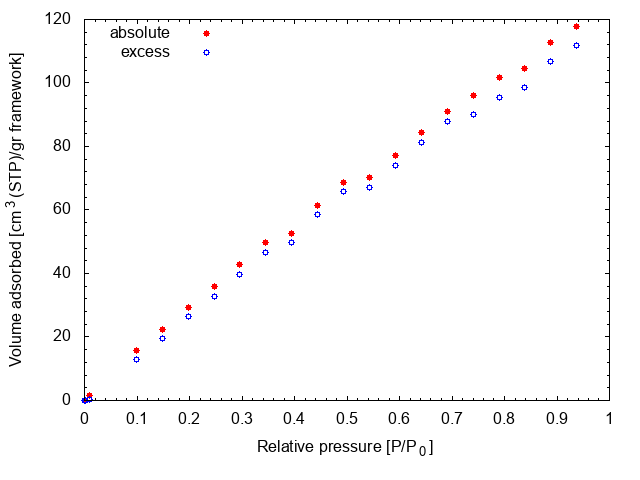 absolute
excess
120
100
80
60
40
20
0
Volume adsorbed [cm³ (STP)/gr framework]
0 0.1 0.2 0.3 0.4 0.5 0.6 0.7 0.8 0.9 1
Relative pressure [P/P₀]